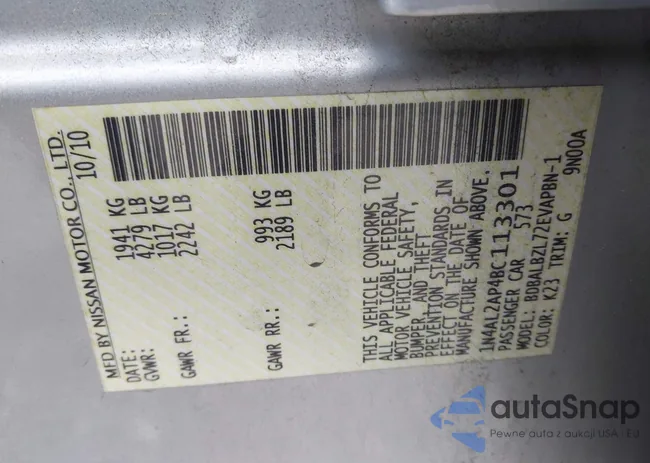 MFD BY NISSAN MOTOR CO., LTD.
DATE: 10/10
GVWR: 1941 KG
4279 LB
GAWR FR.: 1017 KG
2242 LB
GAWR RR.: 993 KG
2189 LB
THIS VEHICLE CONFORMS TO
ALL APPLICABLE FEDERAL
MOTOR VEHICLE SAFETY,
BUMPER, AND THEFT
PREVENTION STANDARDS IN
EFFECT ON THE DATE OF
MANUFACTURE SHOWN ABOVE.
1N4AL2AP4BC113301
PASSENGER CAR 573
MODEL: BDBALBZL72EVAPBN-1
COLOR: K23 TRIM: G 9N00A
autaSnap
Pewne auta z aukcji USA i EU